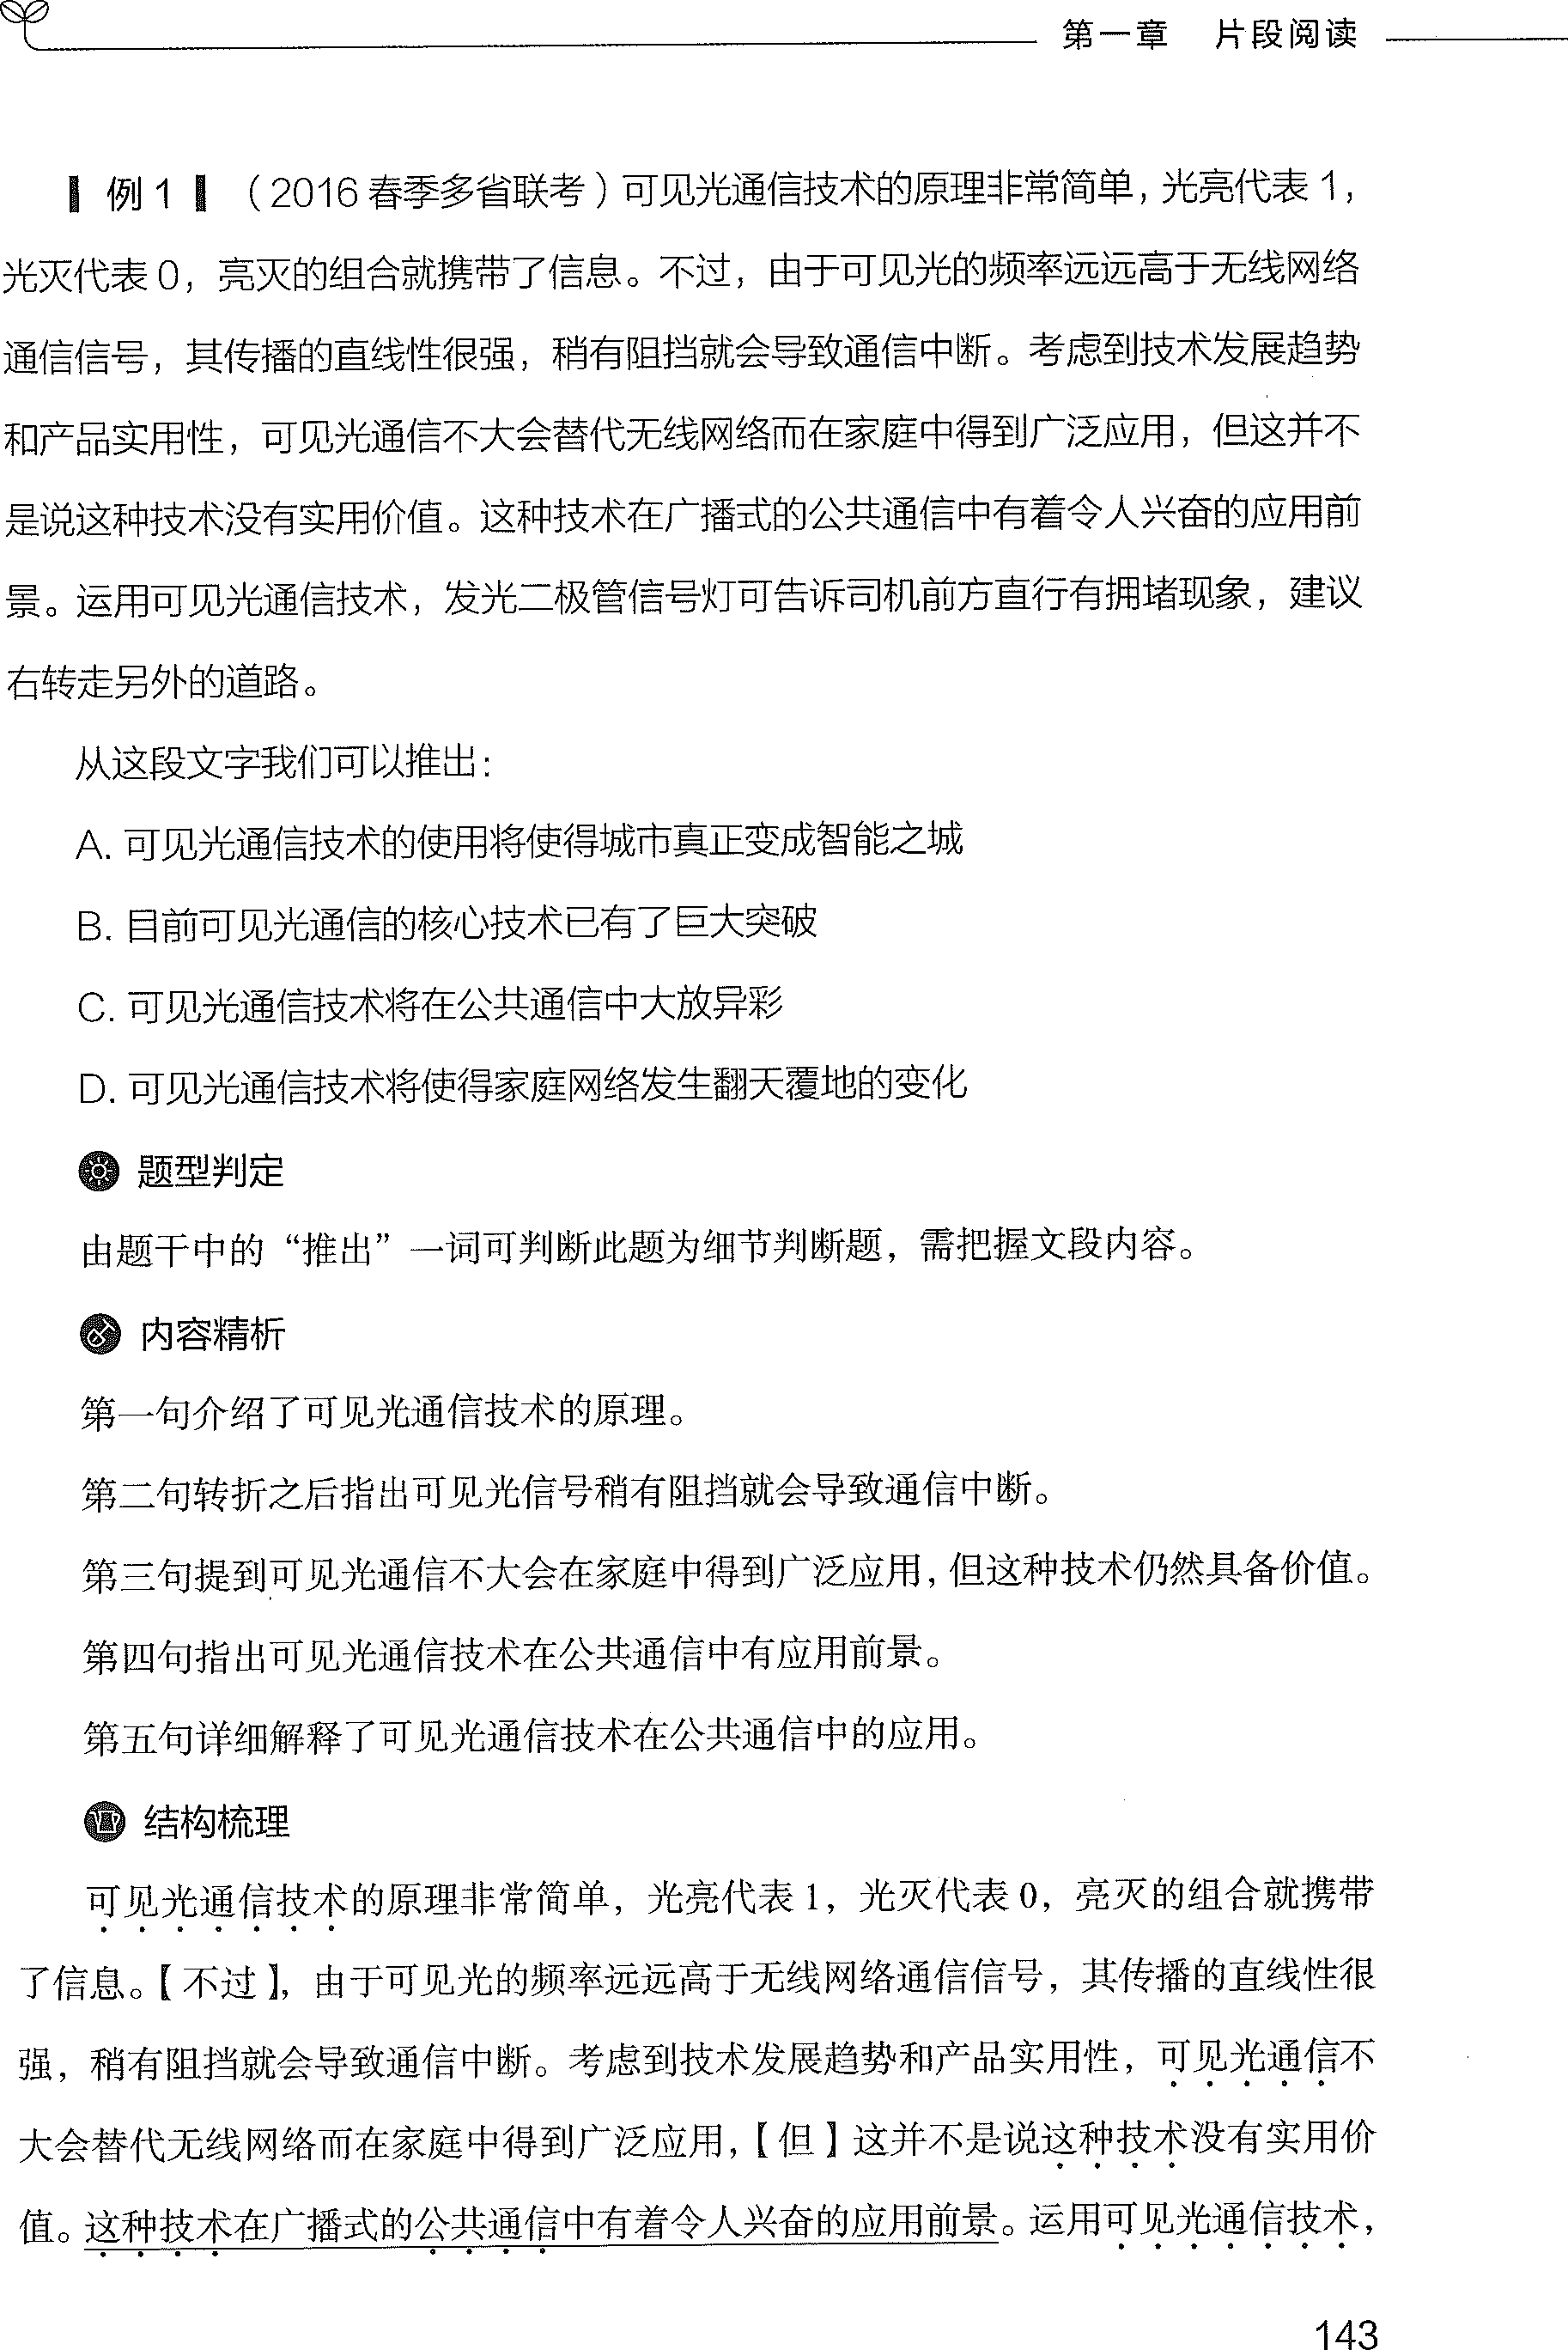 第一章 片段阅读
例1 （2016春季多省联考）可见光通信技术的原理非常简单，光亮代表1，
光灭代表0，亮灭的组合就携带了信息。不过，由于可见光的频率远远高于无线网络
通信信号，其传播的直线性很强，稍有阻挡就会导致通信中断。考虑到技术发展趋势
和产品实用性，可见光通信不大会替代无线网络而在家庭中得到广泛应用，但这并不
是说这种技术没有实用价值。这种技术在广播式的公共通信中有着令人兴奋的应用前
景。运用可见光通信技术，发光二极管信号灯可告诉司机前方直行有拥堵现象，建议
右转走另外的道路。
从这段文字我们可以推出：
A. 可见光通信技术的使用将使得城市真正变成智能之城
B. 目前可见光通信的核心技术已有了巨大突破
C. 可见光通信技术将在公共通信中大放异彩
D. 可见光通信技术将使得家庭网络发生翻天覆地的变化
题型判定
由题干中的“推出”一词可判断此题为细节判断题，需把握文段内容。
内容精析
第一句介绍了可见光通信技术的原理。
第二句转折之后指出可见光信号稍有阻挡就会导致通信中断。
第三句提到可见光通信不大会在家庭中得到广泛应用，但这种技术仍然具备价值。
第四句指出可见光通信技术在公共通信中有应用前景。
第五句详细解释了可见光通信技术在公共通信中的应用。
结构梳理
可见光通信技术的原理非常简单，光亮代表1，光灭代表0，亮灭的组合就携带
了信息。【不过】，由于可见光的频率远远高于无线网络通信信号，其传播的直线性很
强，稍有阻挡就会导致通信中断。考虑到技术发展趋势和产品实用性，可见光通信不
大会替代无线网络而在家庭中得到广泛应用，【但】这并不是说这种技术没有实用价
值。这种技术在广播式的公共通信中有着令人兴奋的应用前景。运用可见光通信技术，
143